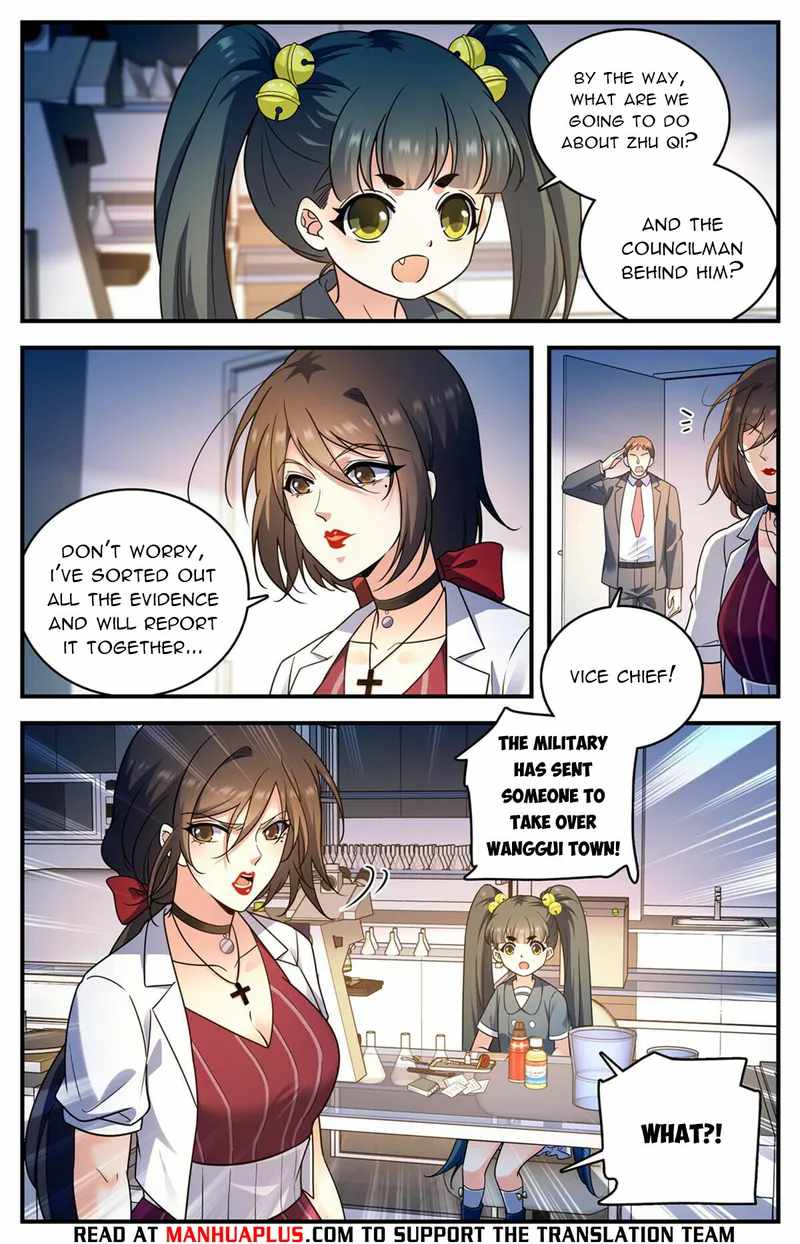 BY THE WAY,
WHAT ARE WE
GOING TO DO
ABOUT ZHU QI?
AND THE
COUNCILMAN
BEHIND HIM?
DON'T WORRY,
I'VE SORTED OUT
ALL THE EVIDENCE
AND WILL REPORT
IT TOGETHER...
VICE CHIEF!
THE MILITARY
HAS SENT
SOMEONE TO
TAKE OVER
WANGGUI TOWN!
WHAT?!
READ AT MANHUAPLUS.COM TO SUPPORT THE TRANSLATION TEAM